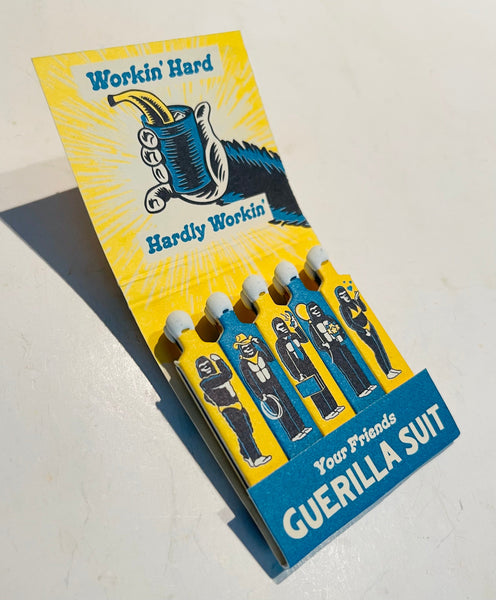 Workin' Hard
Hardly Workin'
Your Friends
GUERILLA SUIT